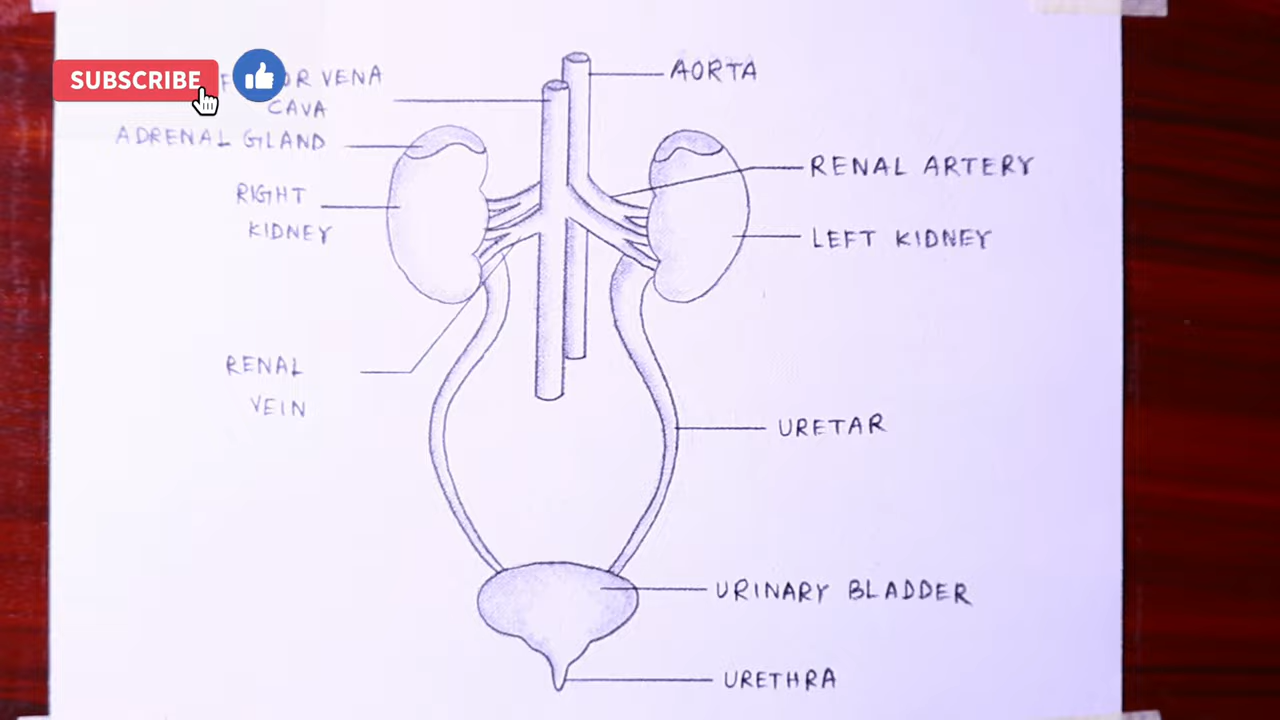 SUBSCRIBE
OR VENA
CAVA
AORTA
ADRENAL GLAND
RIGHT
KIDNEY
RENAL ARTERY
LEFT KIDNEY
RENAL
VEIN
URETAR
URINARY BLADDER
URETHRA